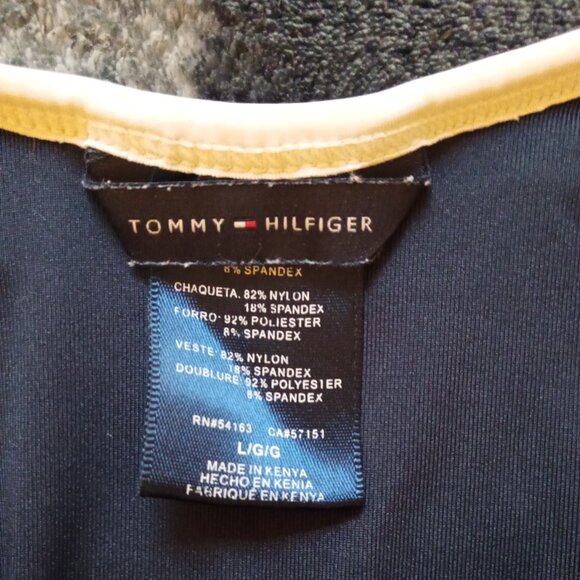 TOMMY HILFIGER
8% SPANDEX
CHAQUETA: 82% NYLON
18% SPANDEX
FORRO: 92% POLIESTER
8% SPANDEX
VESTE: 82% NYLON
18% SPANDEX
DOUBLURE: 92% POLYESTER
8% SPANDEX
RN#54163 CA#57151
L/G/G
MADE IN KENYA
HECHO EN KENIA
FABRIQUÉ EN KENYA